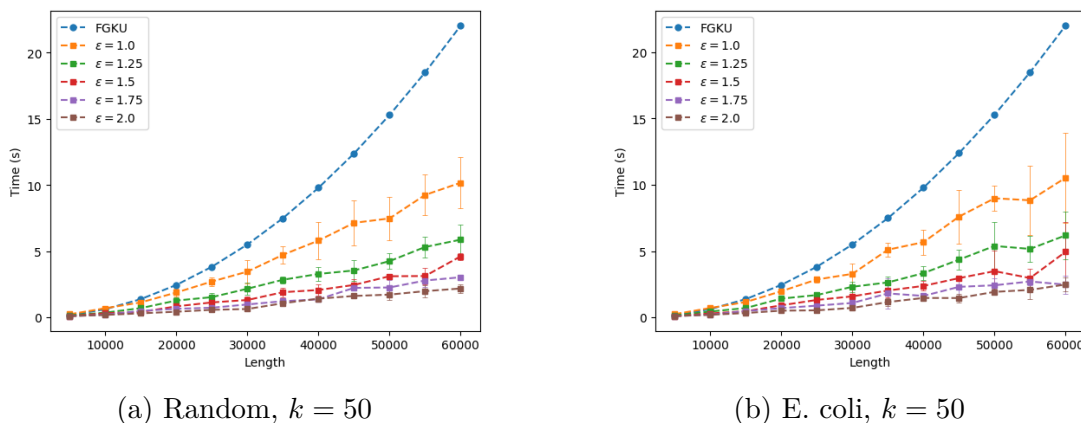 FGKU
ε = 1.0
ε = 1.25
ε = 1.5
ε = 1.75
ε = 2.0
Time (s)
20
15
10
5
0
10000 20000 30000 40000 50000 60000
Length
(a) Random, k = 50
FGKU
ε = 1.0
ε = 1.25
ε = 1.5
ε = 1.75
ε = 2.0
Time (s)
20
15
10
5
0
10000 20000 30000 40000 50000 60000
Length
(b) E. coli, k = 50